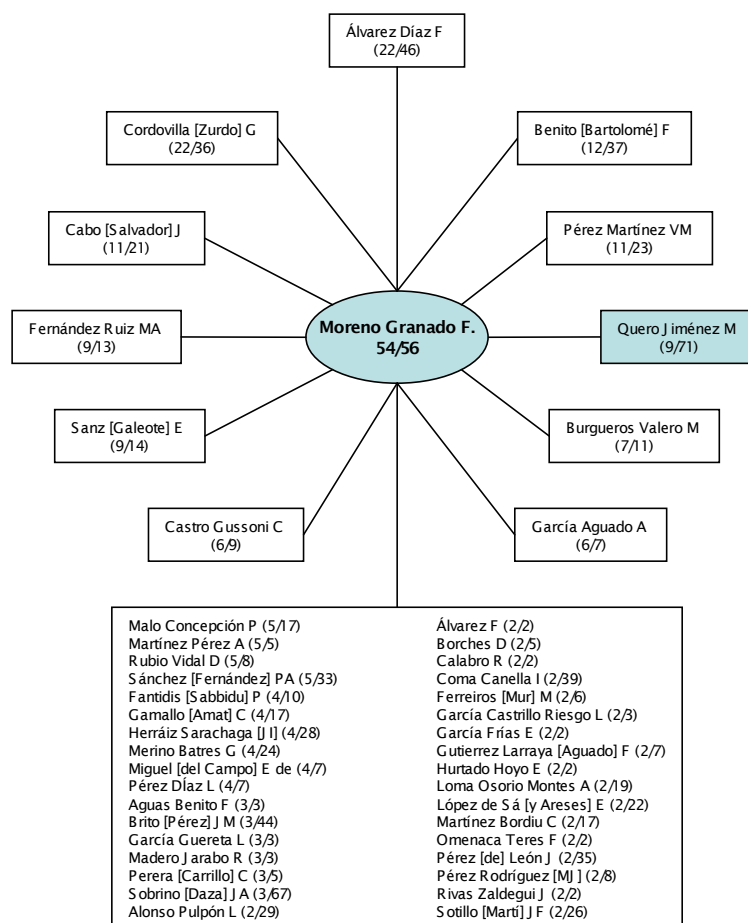 Álvarez Díaz F
(22/46)
Cordovilla [Zurdo] G
(22/36)
Benito [Bartolomé] F
(12/37)
Cabo [Salvador] J
(11/21)
Pérez Martínez VM
(11/23)
Fernández Ruiz MA
(9/13)
Moreno Granado F.
54/56
Quero Jiménez M
(9/71)
Sanz [Galeote] E
(9/14)
Burgueros Valero M
(7/11)
Castro Gussoni C
(6/9)
García Aguado A
(6/7)
Malo Concepción P (5/17)
Martínez Pérez A (5/5)
Rubio Vidal D (5/8)
Sánchez [Fernández] PA (5/33)
Fantidis [Sabbidu] P (4/10)
Gamallo [Amat] C (4/17)
Herráiz Sarachaga [JI] (4/28)
Merino Batres G (4/24)
Miguel [del Campo] E de (4/7)
Pérez DÍaz L (4/7)
Aguas Benito F (3/3)
Brito [Pérez] JM (3/44)
García Guereta L (3/3)
Madero Jarabo R (3/3)
Perera [Carrillo] C (3/5)
Sobrino [Daza] JA (3/67)
Alonso Pulpón L (2/29)
Álvarez F (2/2)
Borches D (2/5)
Calabro R (2/2)
Coma Canella I (2/39)
Ferreiros [Mur] M (2/6)
García Castrillo Riesgo L (2/3)
García Frías E (2/2)
Gutierrez Larraya [Aguado] F (2/7)
Hurtado Hoyo E (2/2)
Loma Osorio Montes A (2/19)
López de Sá [y Areses] E (2/22)
Martínez Bordiu C (2/17)
Omenaca Teres F (2/2)
Pérez [de] León J (2/35)
Pérez Rodríguez [MJ] (2/8)
Rivas Zaldegui J (2/2)
Sotillo [Martí] JF (2/26)